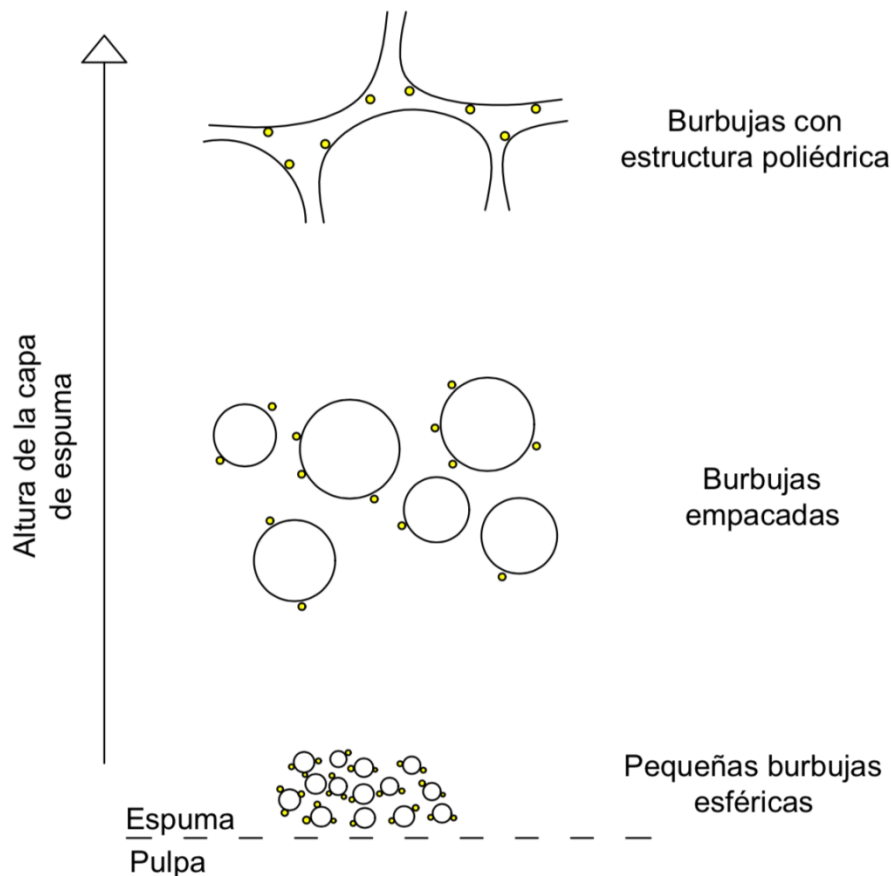 Burbujas con
estructura poliédrica
Altura de la capa
de espuma
Burbujas
empacadas
Pequeñas burbujas
esféricas
Espuma
Pulpa